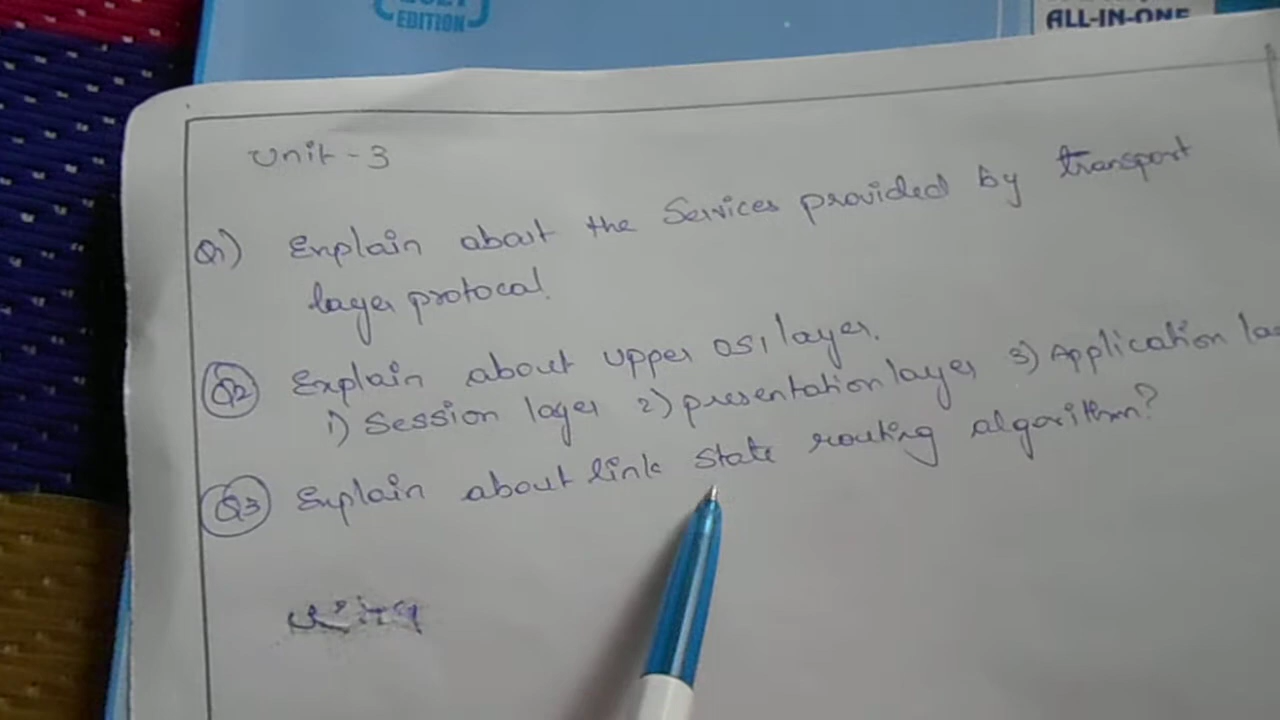 EDITION
ALL-IN-ONE
Unit - 3
Q1) Explain about the Services provided by transport
layer protocal.
Q2 Explain about upper OSI layer.
1) Session layer 2) presentation layer 3) Application la
Q3 Explain about link state routing algorithm?